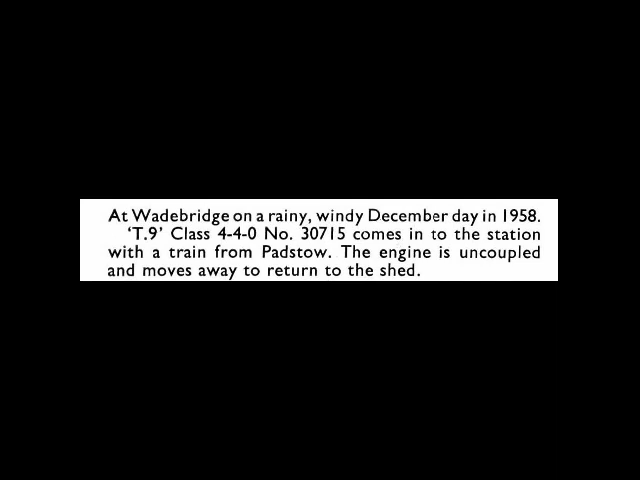 At Wadebridge on a rainy, windy December day in 1958.
'T.9' Class 4-4-0 No. 30715 comes in to the station
with a train from Padstow. The engine is uncoupled
and moves away to return to the shed.